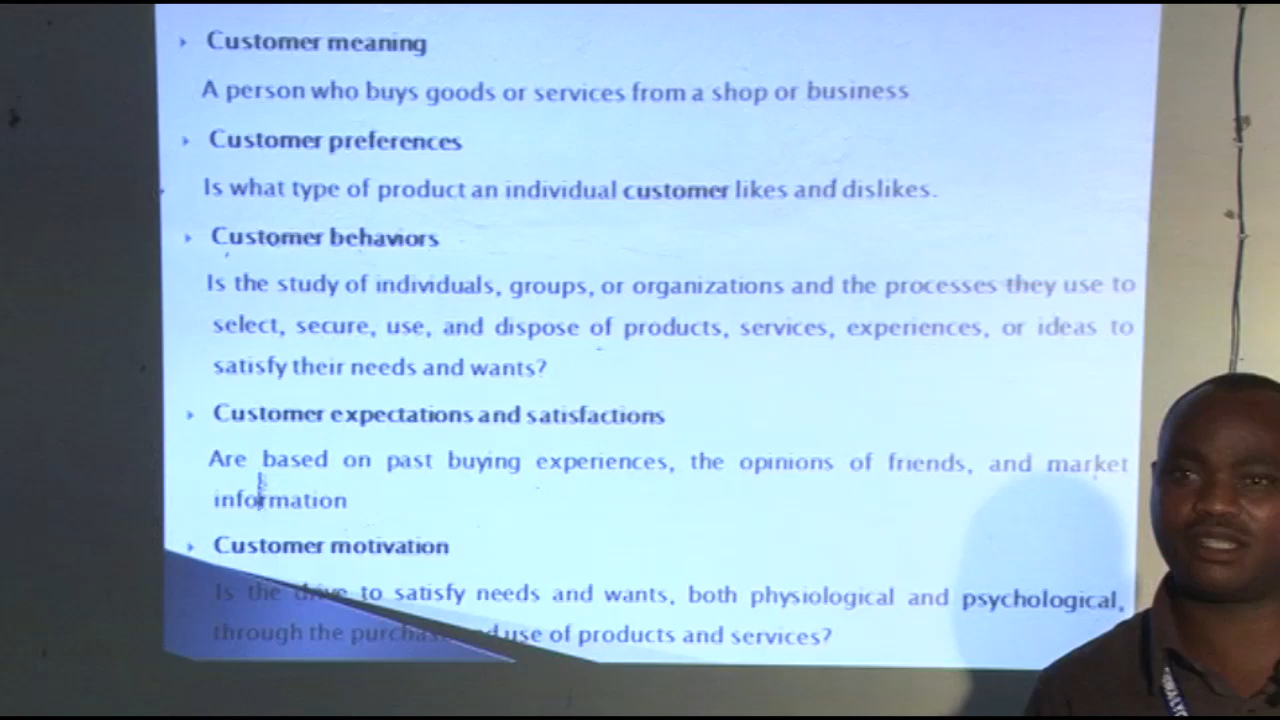 Customer meaning
A person who buys goods or services from a shop or business
Customer preferences
Is what type of product an individual customer likes and dislikes.
Customer behaviors
Is the study of individuals, groups, or organizations and the processes they use to
select, secure, use, and dispose of products, services, experiences, or ideas to
satisfy their needs and wants?
Customer expectations and satisfactions
Are based on past buying experiences, the opinions of friends, and market
information
Customer motivation
Is the drive to satisfy needs and wants, both physiological and psychological,
through the purchase and use of products and services?